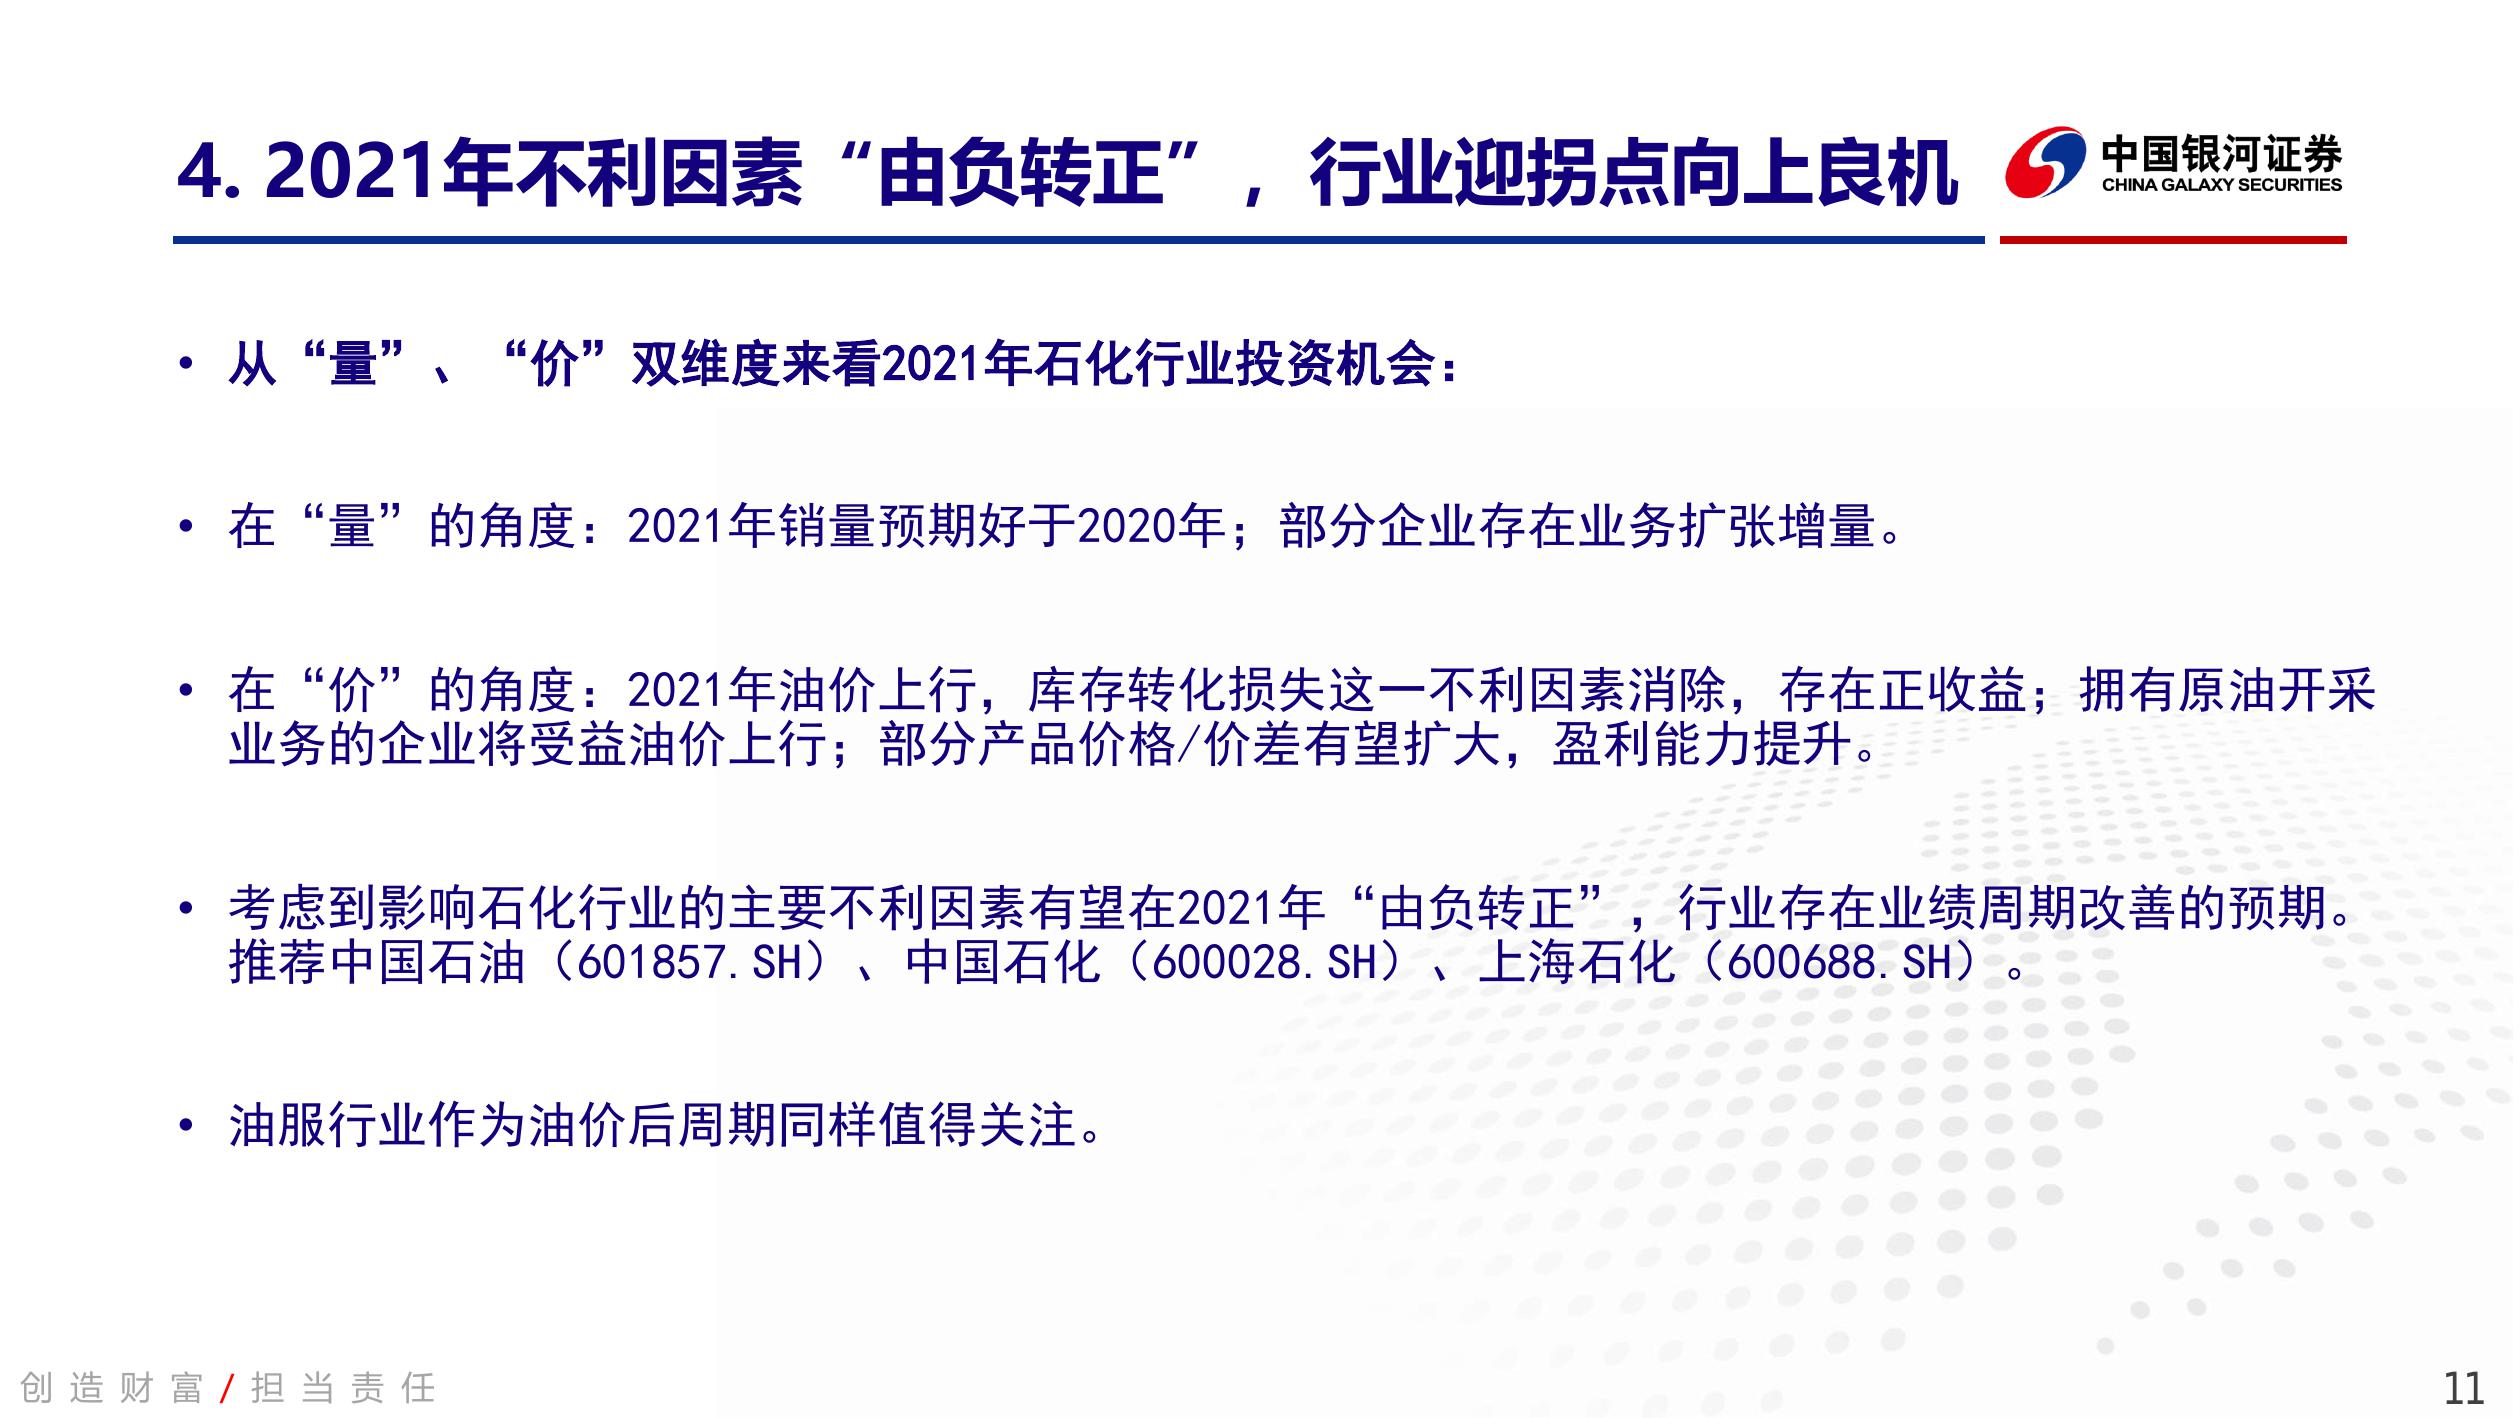 4. 2021年不利因素“由负转正”，行业迎拐点向上良机
中国银河证券
CHINA GALAXY SECURITIES
• 从“量”、“价”双维度来看2021年石化行业投资机会：
• 在“量”的角度：2021年销量预期好于2020年；部分企业存在业务扩张增量。
• 在“价”的角度：2021年油价上行，库存转化损失这一不利因素消除，存在正收益；拥有原油开采
业务的企业将受益油价上行；部分产品价格/价差有望扩大，盈利能力提升。
• 考虑到影响石化行业的主要不利因素有望在2021年“由负转正”，行业存在业绩周期改善的预期。
推荐中国石油（601857.SH）、中国石化（600028.SH）、上海石化（600688.SH）。
• 油服行业作为油价后周期同样值得关注。
创造财富/担当责任
11